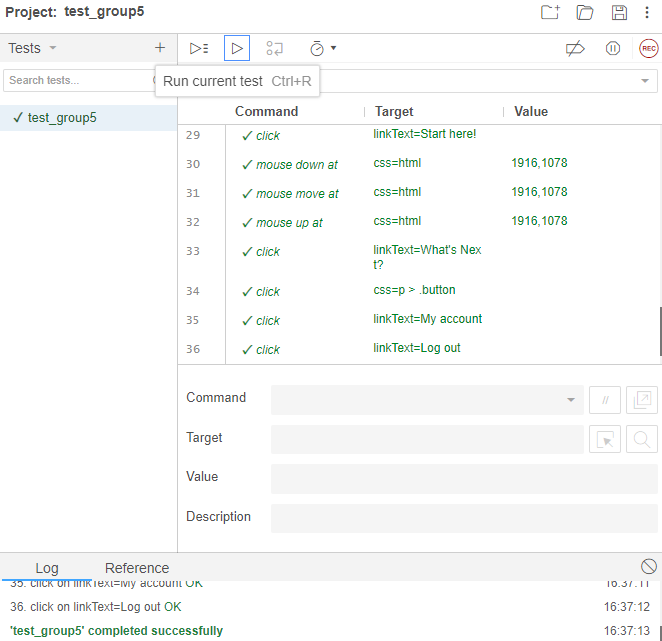 Project: test_group5
Tests
+
REC
Search tests...
Run current test Ctrl+R
✓ test_group5
Command Target Value
29 ✓ click linkText=Start here!
30 ✓ mouse down at css=html 1916,1078
31 ✓ mouse move at css=html 1916,1078
32 ✓ mouse up at css=html 1916,1078
33 ✓ click linkText=What's Nex
t?
34 ✓ click css=p > .button
35 ✓ click linkText=My account
36 ✓ click linkText=Log out
Command
//
Target
Value
Description
Log Reference
35. click on linkText=My account OK 16:37:11
36. click on linkText=Log out OK 16:37:12
'test_group5' completed successfully 16:37:13